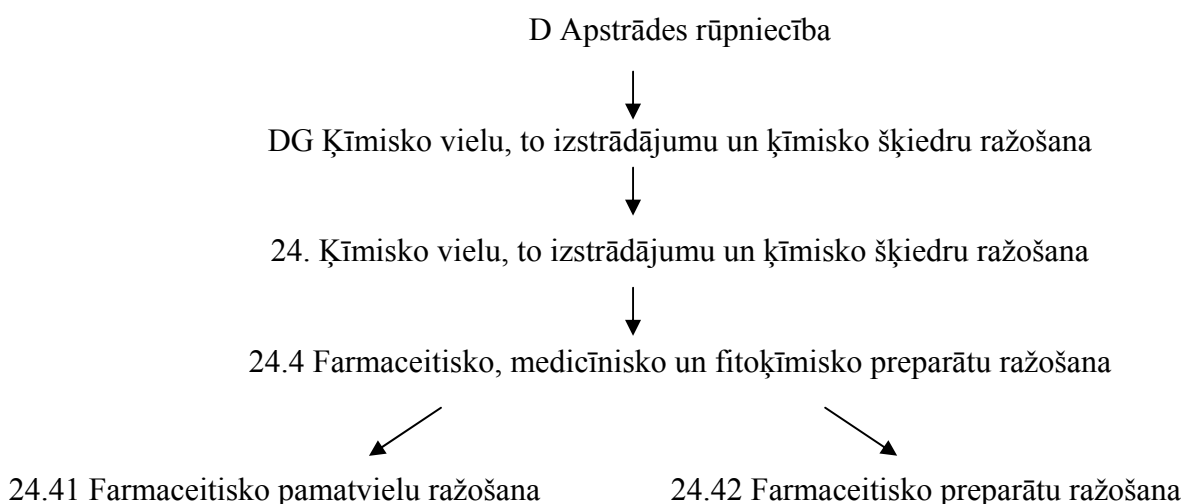 D Apstrādes rūpniecība
DG Ķīmisko vielu, to izstrādājumu un ķīmisko šķiedru ražošana
24. Ķīmisko vielu, to izstrādājumu un ķīmisko šķiedru ražošana
24.4 Farmaceitisko, medicīnisko un fitoķīmisko preparātu ražošana
24.41 Farmaceitisko pamatvielu ražošana
24.42 Farmaceitisko preparātu ražošana